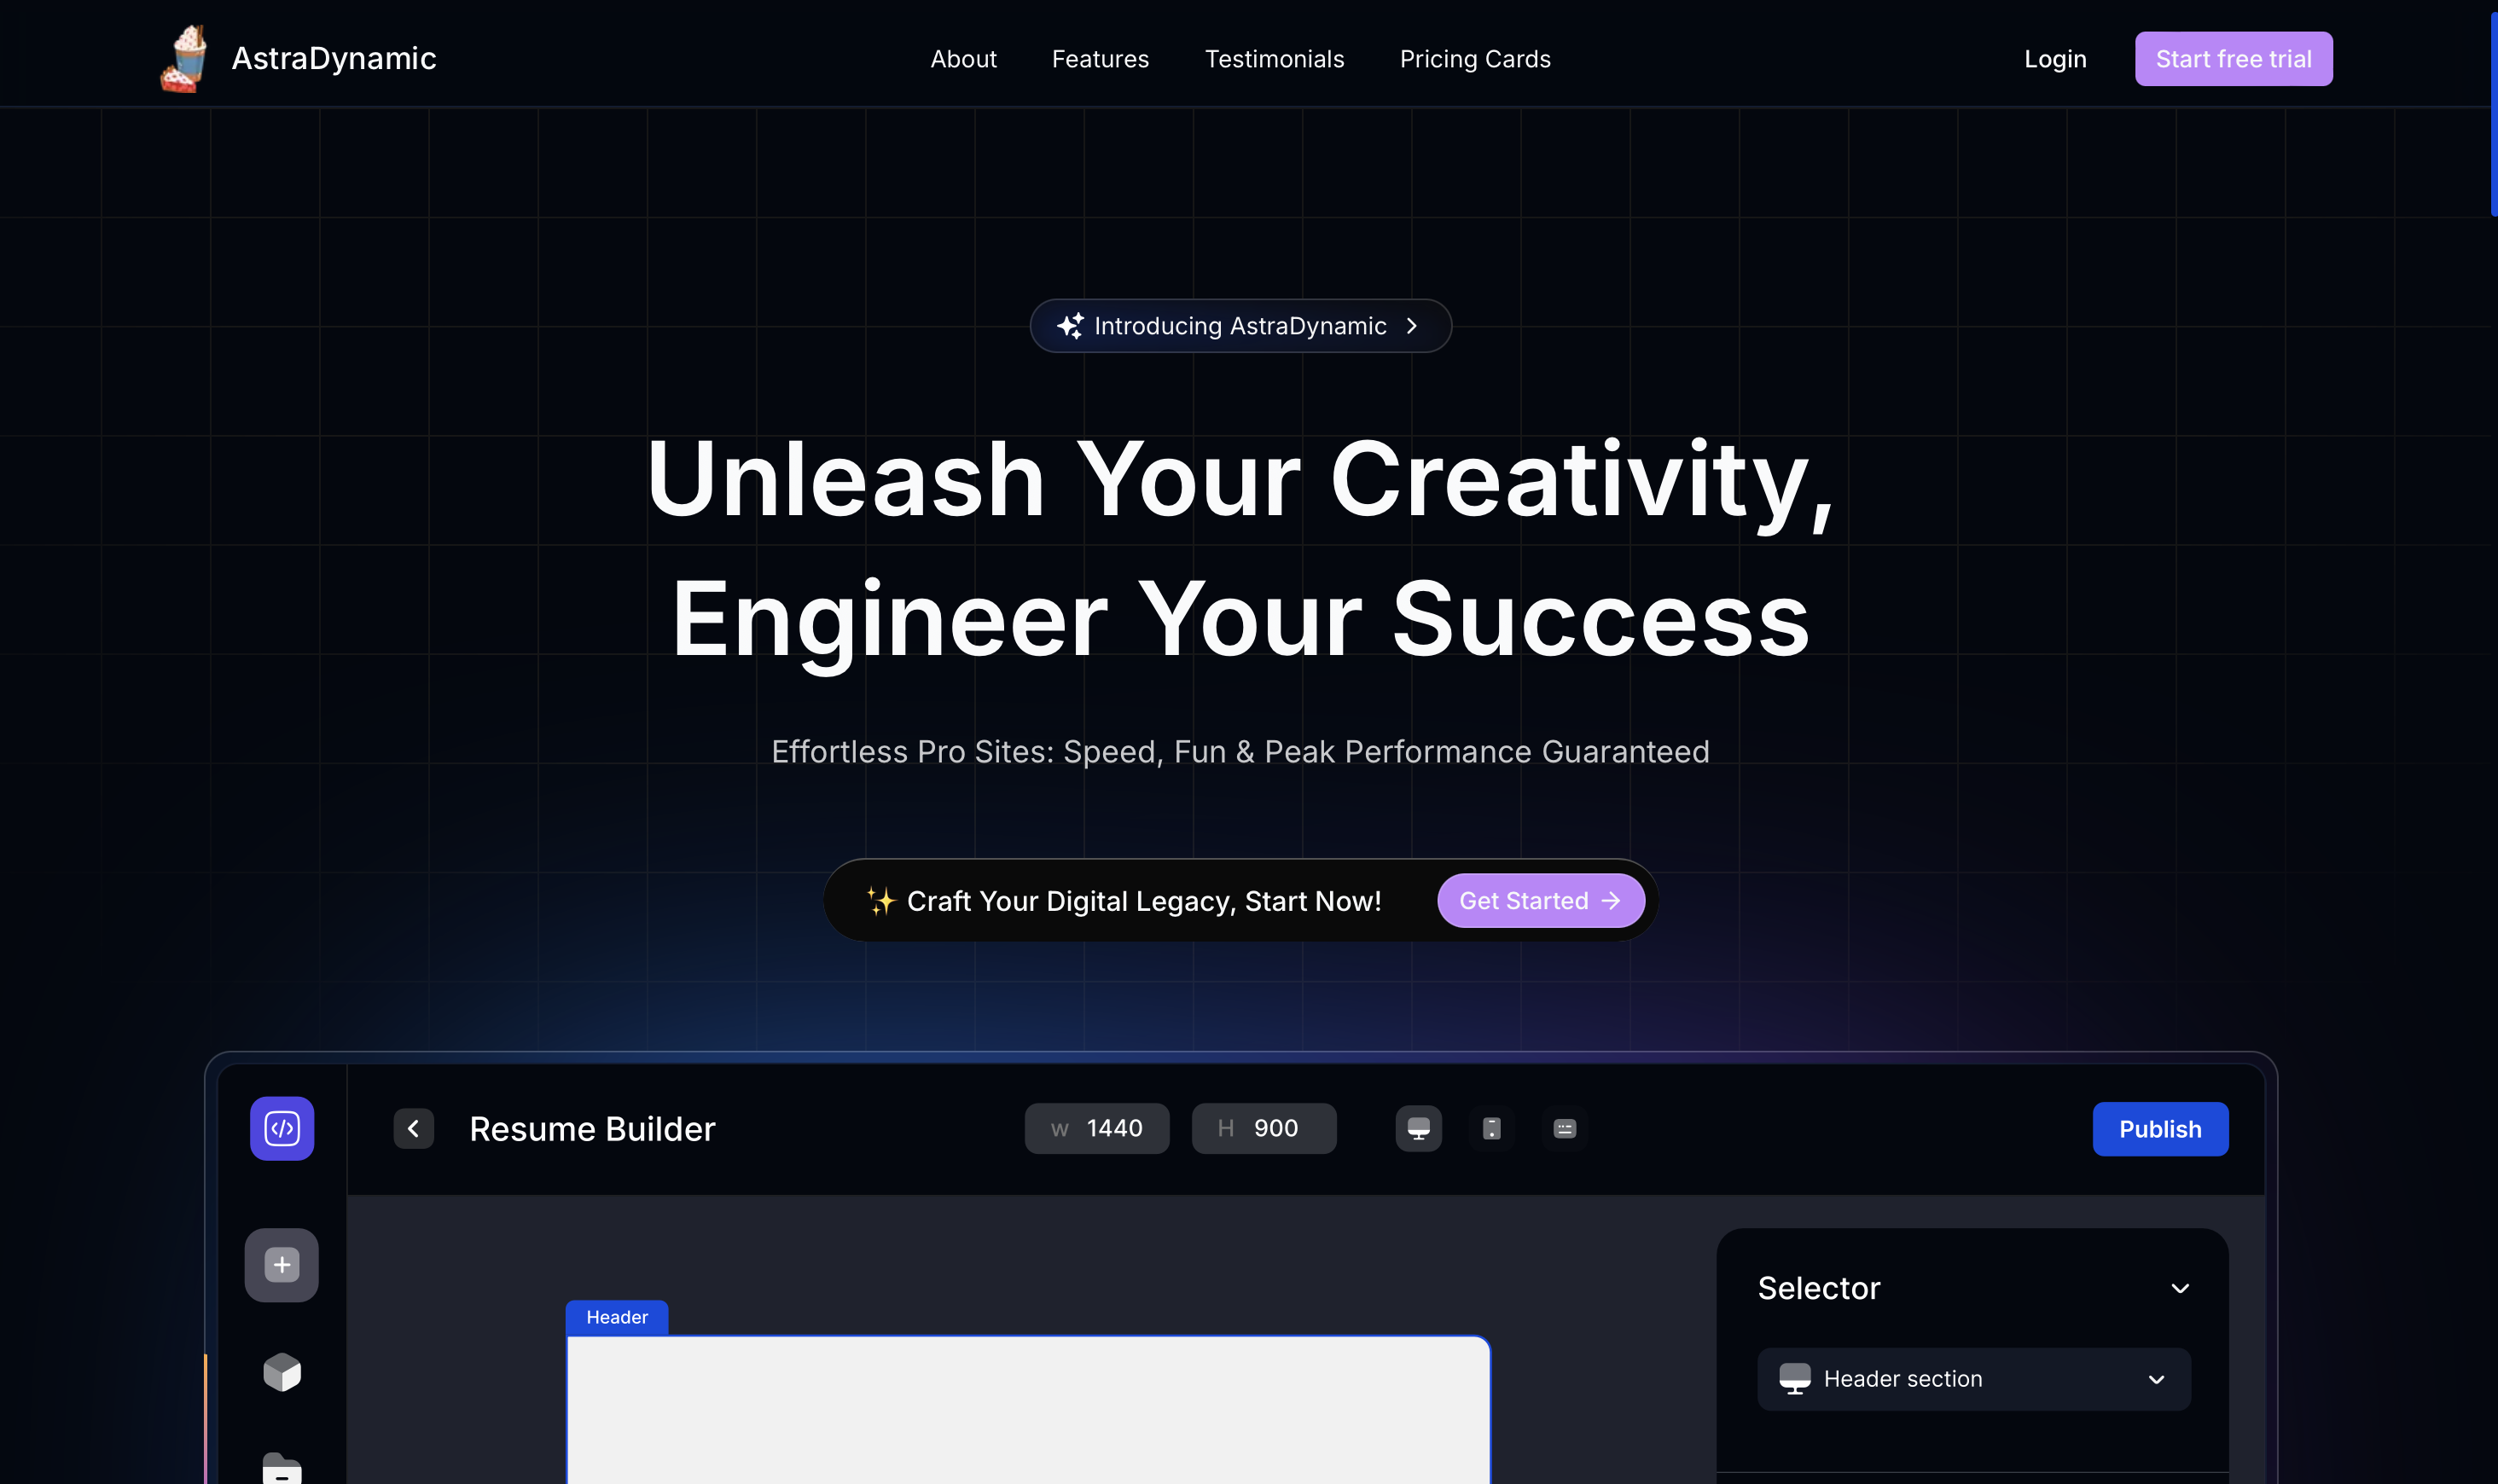 AstraDynamic
About
Features
Testimonials
Pricing Cards
Login
Start free trial
Introducing AstraDynamic
Unleash Your Creativity,
Engineer Your Success
Effortless Pro Sites: Speed, Fun & Peak Performance Guaranteed
✨ Craft Your Digital Legacy, Start Now!
Get Started →
Resume Builder
W 1440
H 900
Publish
Header
Selector
Header section